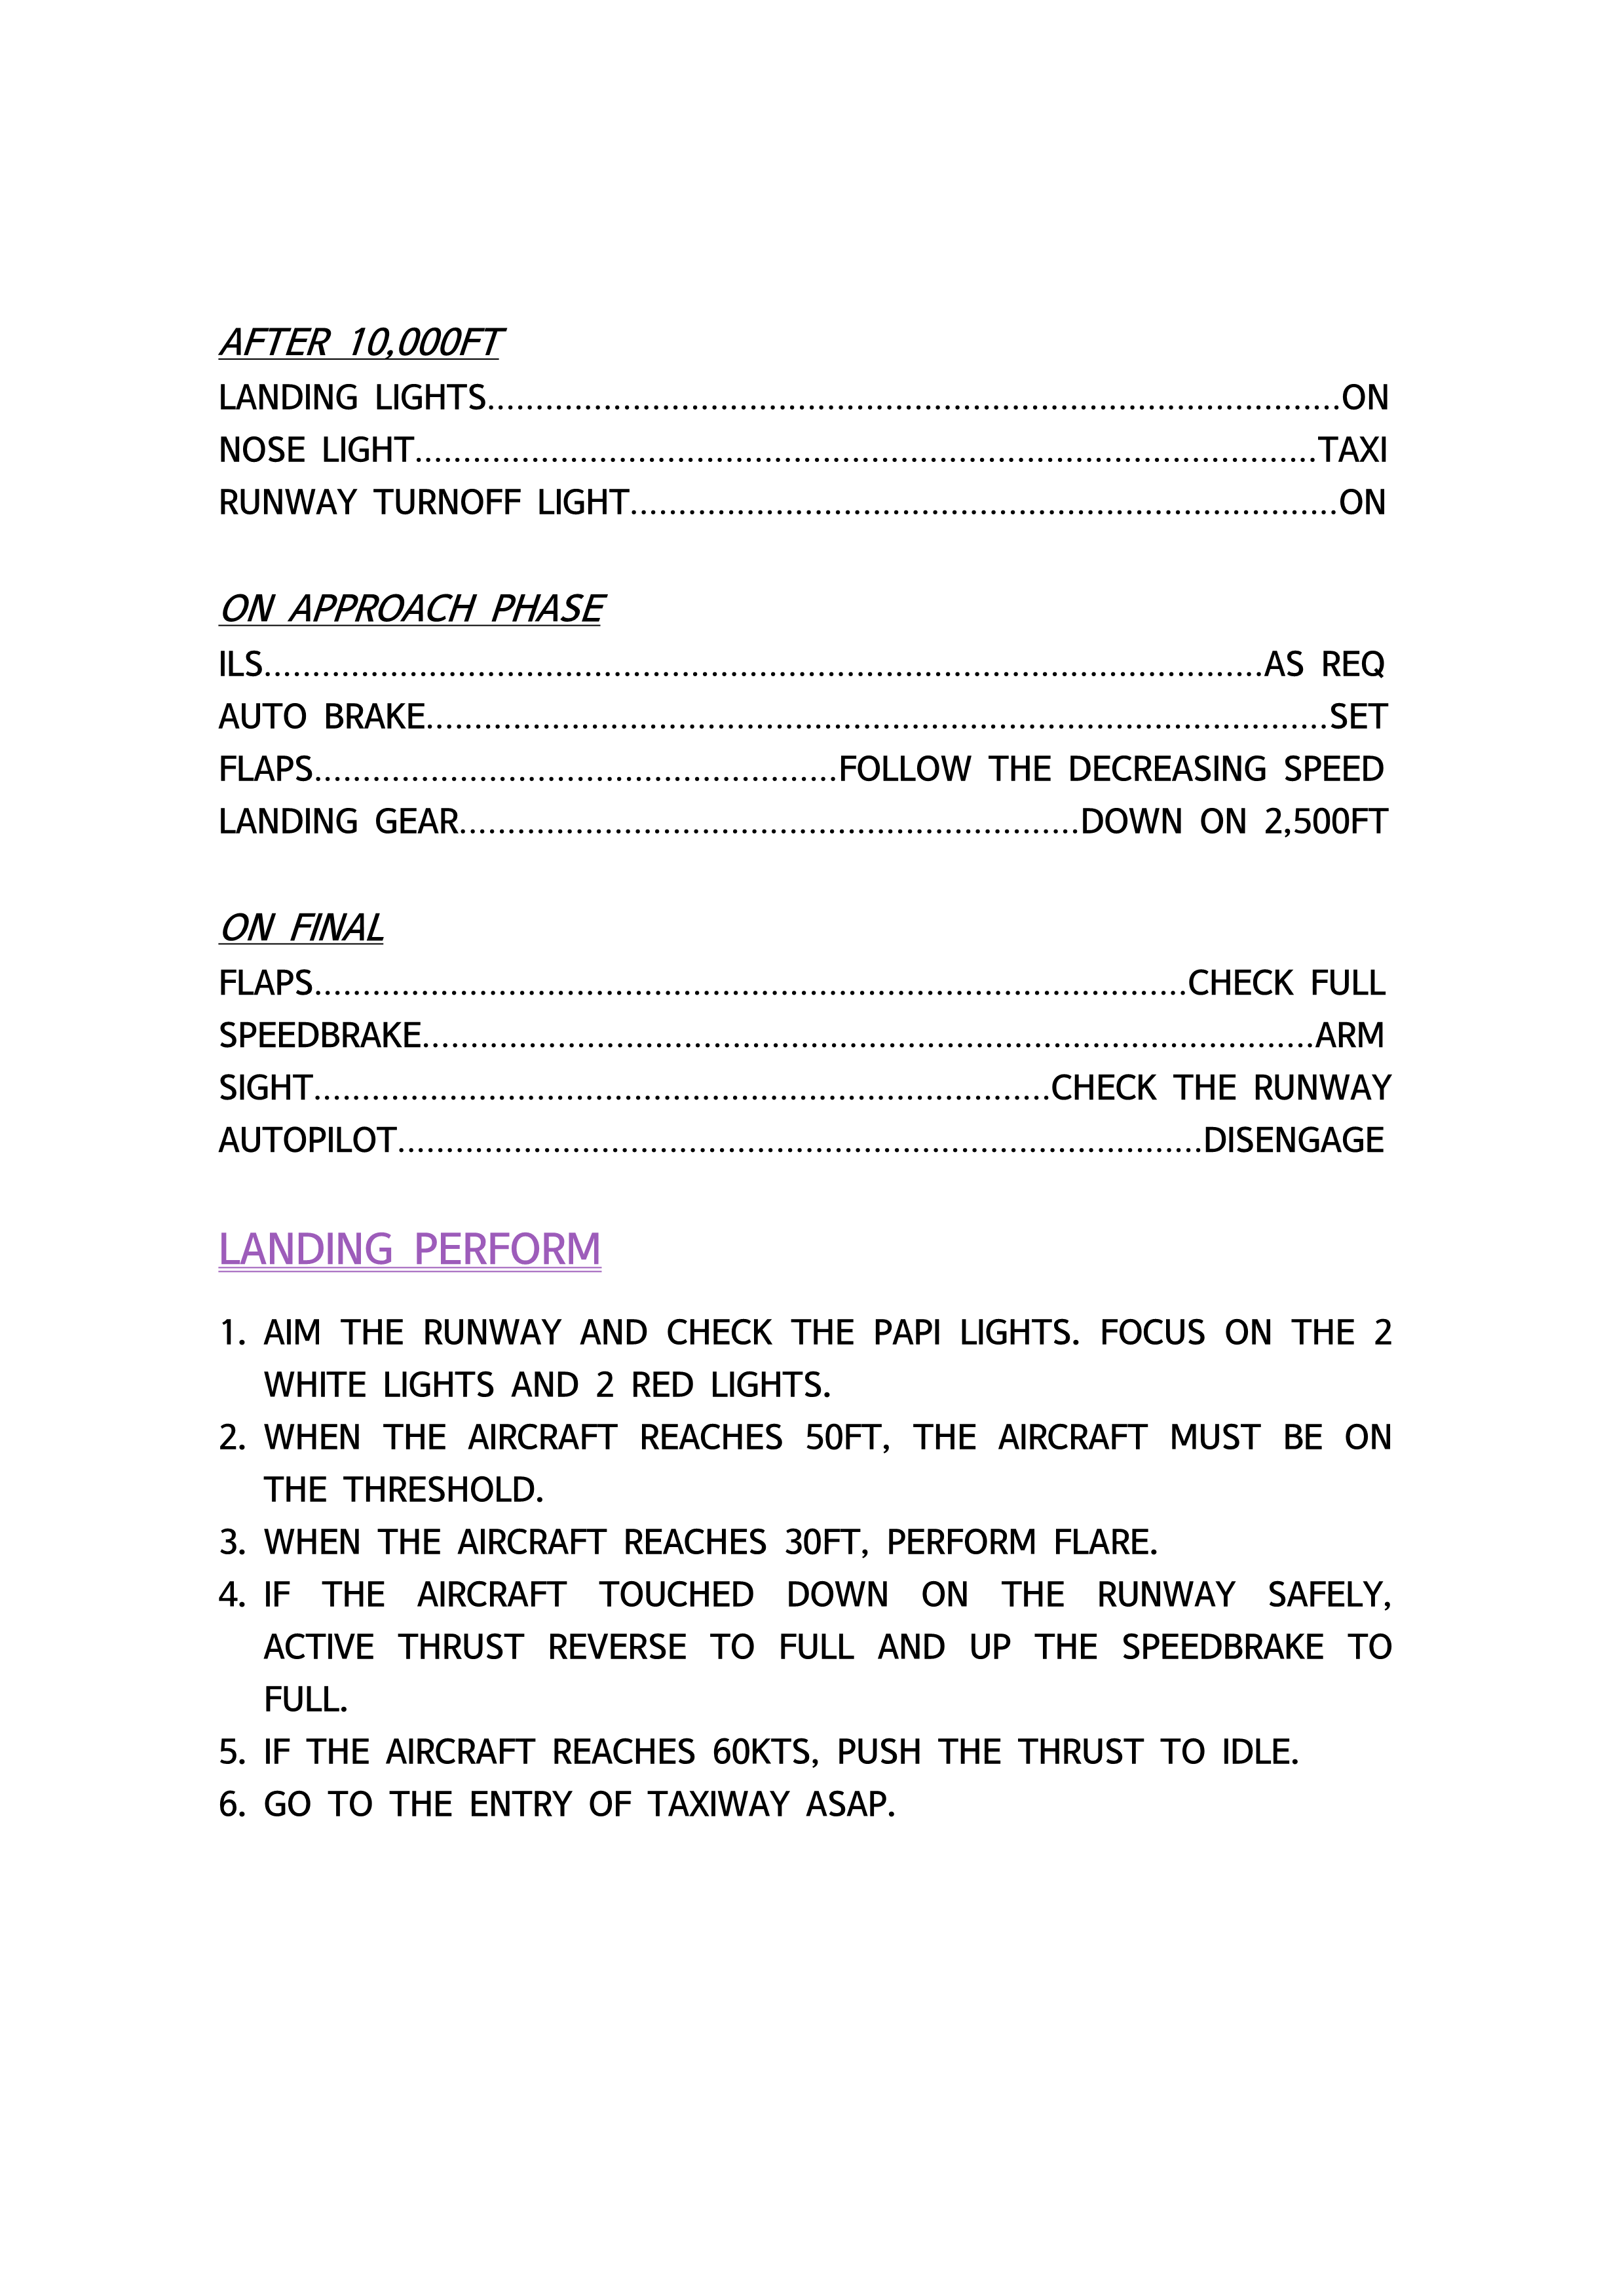 AFTER 10,000FT
LANDING LIGHTS........................................................................................ON
NOSE LIGHT.............................................................................................TAXI
RUNWAY TURNOFF LIGHT.........................................................................ON
ON APPROACH PHASE
ILS.......................................................................................................AS REQ
AUTO BRAKE.............................................................................................SET
FLAPS......................................................FOLLOW THE DECREASING SPEED
LANDING GEAR................................................................DOWN ON 2,500FT
ON FINAL
FLAPS..........................................................................................CHECK FULL
SPEEDBRAKE............................................................................................ARM
SIGHT............................................................................CHECK THE RUNWAY
AUTOPILOT...................................................................................DISENGAGE
LANDING PERFORM
1. AIM THE RUNWAY AND CHECK THE PAPI LIGHTS. FOCUS ON THE 2
WHITE LIGHTS AND 2 RED LIGHTS.
2. WHEN THE AIRCRAFT REACHES 50FT, THE AIRCRAFT MUST BE ON
THE THRESHOLD.
3. WHEN THE AIRCRAFT REACHES 30FT, PERFORM FLARE.
4. IF THE AIRCRAFT TOUCHED DOWN ON THE RUNWAY SAFELY,
ACTIVE THRUST REVERSE TO FULL AND UP THE SPEEDBRAKE TO
FULL.
5. IF THE AIRCRAFT REACHES 60KTS, PUSH THE THRUST TO IDLE.
6. GO TO THE ENTRY OF TAXIWAY ASAP.